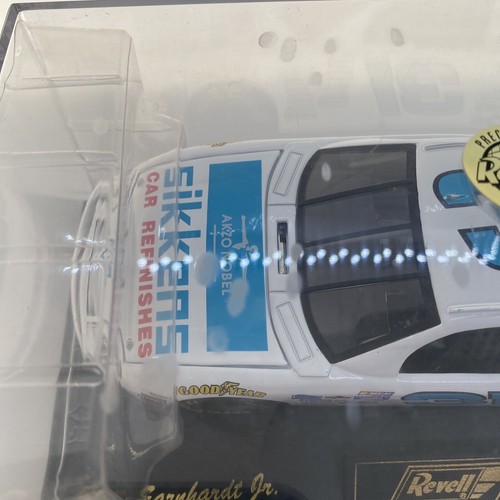 Sikkens
CAR REFINISHES
AKZO NOBEL
GOODYEAR
Earnhardt Jr.
Revell